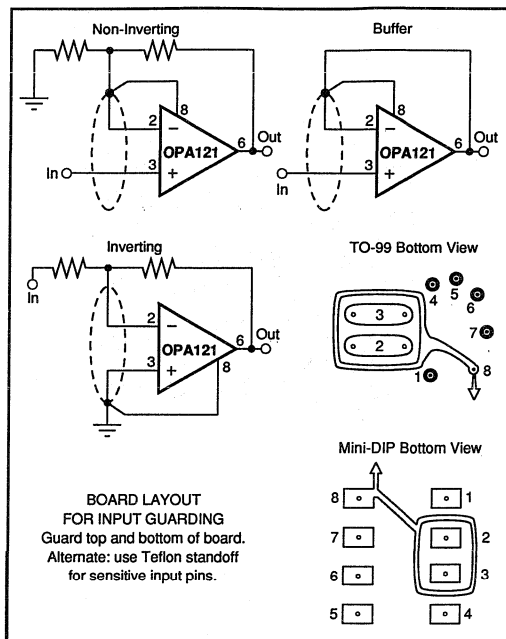 Non-Inverting
Buffer
8
2
−
OPA121
6
Out
3
+
In
8
2
−
OPA121
6
Out
3
+
In
Inverting
In
2
−
OPA121
6
Out
3
+
8
TO-99 Bottom View
4
5
6
7
3
2
1
8
Mini-DIP Bottom View
8
1
7
2
6
3
5
4
BOARD LAYOUT
FOR INPUT GUARDING
Guard top and bottom of board.
Alternate: use Teflon standoff
for sensitive input pins.